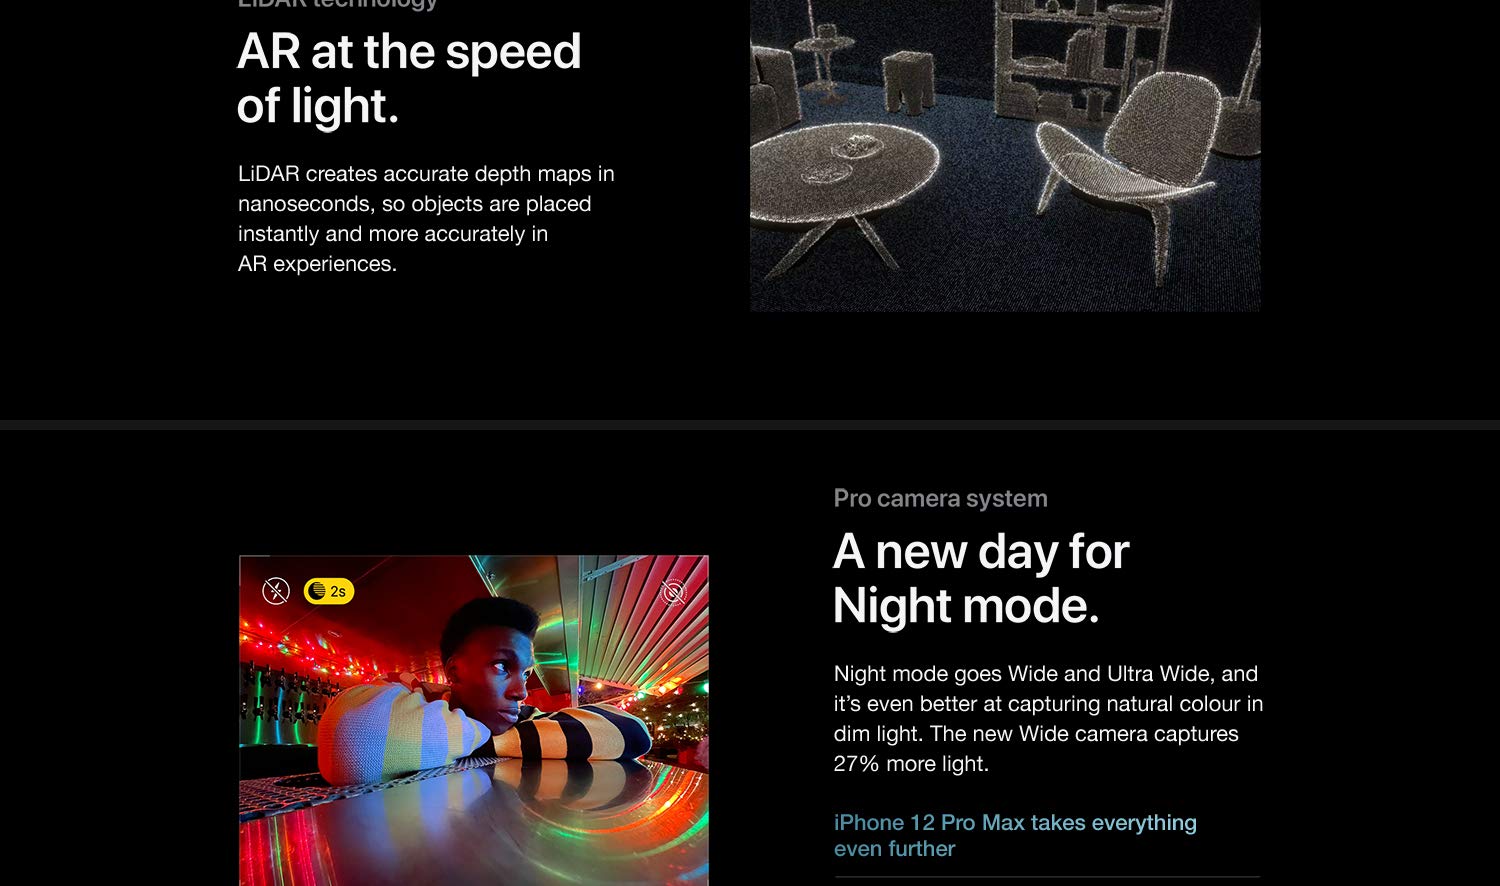 LiDAR technology
AR at the speed
of light.
LiDAR creates accurate depth maps in
nanoseconds, so objects are placed
instantly and more accurately in
AR experiences.
Pro camera system
A new day for
Night mode.
Night mode goes Wide and Ultra Wide, and
it's even better at capturing natural colour in
dim light. The new Wide camera captures
27% more light.
iPhone 12 Pro Max takes everything
even further
2s